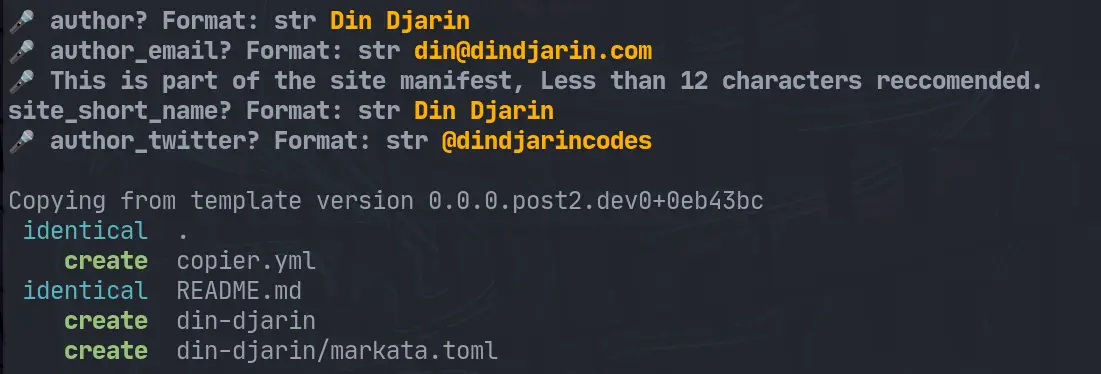 🎤 author? Format: str Din Djarin
🎤 author_email? Format: str din@dindjarin.com
🎤 This is part of the site manifest, Less than 12 characters reccomended.
site_short_name? Format: str Din Djarin
🎤 author_twitter? Format: str @dindjarincodes
Copying from template version 0.0.0.post2.dev0+0eb43bc
identical .
create copier.yml
identical README.md
create din-djarin
create din-djarin/markata.toml